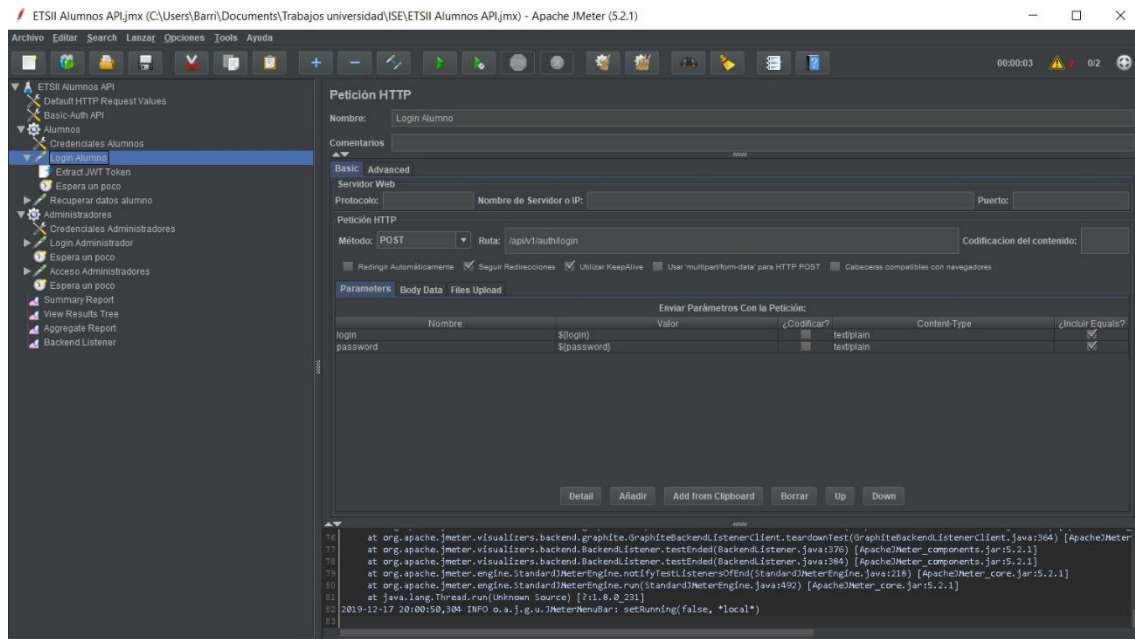 ETSII Alumnos API.jmx (C:\Users\Barri\Documents\Trabajos universidad\ISE\ETSII Alumnos API.jmx) - Apache JMeter (5.2.1)
Archivo Editar Search Lanzar Opciones Tools Ayuda
00:00:03 2 0/2
ETSII Alumnos API
Default HTTP Request Values
Basic-Auth API
Alumnos
Credenciales Alumnos
Login Alumno
Extract JWT Token
Espera un poco
Recuperar datos alumno
Administradores
Credenciales Administradores
Login Administrador
Espera un poco
Acceso Administradores
Espera un poco
Summary Report
View Results Tree
Aggregate Report
Backend Listener
Petición HTTP
Nombre: Login Alumno
Comentarios
Basic Advanced
Servidor Web
Protocolo: Nombre de Servidor o IP: Puerto:
Petición HTTP
Método: POST Ruta: /api/v1/auth/login Codificacion del contenido:
Redirigir Automáticamente Seguir Redirecciones Utilizar KeepAlive Usar 'multipart/form-data' para HTTP POST Cabeceras compatibles con navegadores
Parameters Body Data Files Upload
Enviar Parámetros Con la Petición:
Nombre: Valor ¿Codificar? Content-Type ¿Incluir Equals?
login ${login} text/plain
password ${password} text/plain
Detail Añadir Add from Clipboard Borrar Up Down
76 at org.apache.jmeter.visualizers.backend.graphite.GraphiteBackendListenerClient.teardownTest(GraphiteBackendListenerClient.java:364) [ApacheJMeter
77 at org.apache.jmeter.visualizers.backend.BackendListener.testEnded(BackendListener.java:376) [ApacheJMeter_components.jar:5.2.1]
78 at org.apache.jmeter.visualizers.backend.BackendListener.testEnded(BackendListener.java:384) [ApacheJMeter_components.jar:5.2.1]
79 at org.apache.jmeter.engine.StandardJMeterEngine.notifyTestListenersOfEnd(StandardJMeterEngine.java:218) [ApacheJMeter_core.jar:5.2.1]
80 at org.apache.jmeter.engine.StandardJMeterEngine.run(StandardJMeterEngine.java:492) [ApacheJMeter_core.jar:5.2.1]
81 at java.lang.Thread.run(Unknown Source) [?:1.8.0_231]
82 2019-12-17 20:00:50,304 INFO o.a.j.g.u.JMeterMenuBar: setRunning(false, *local*)
83